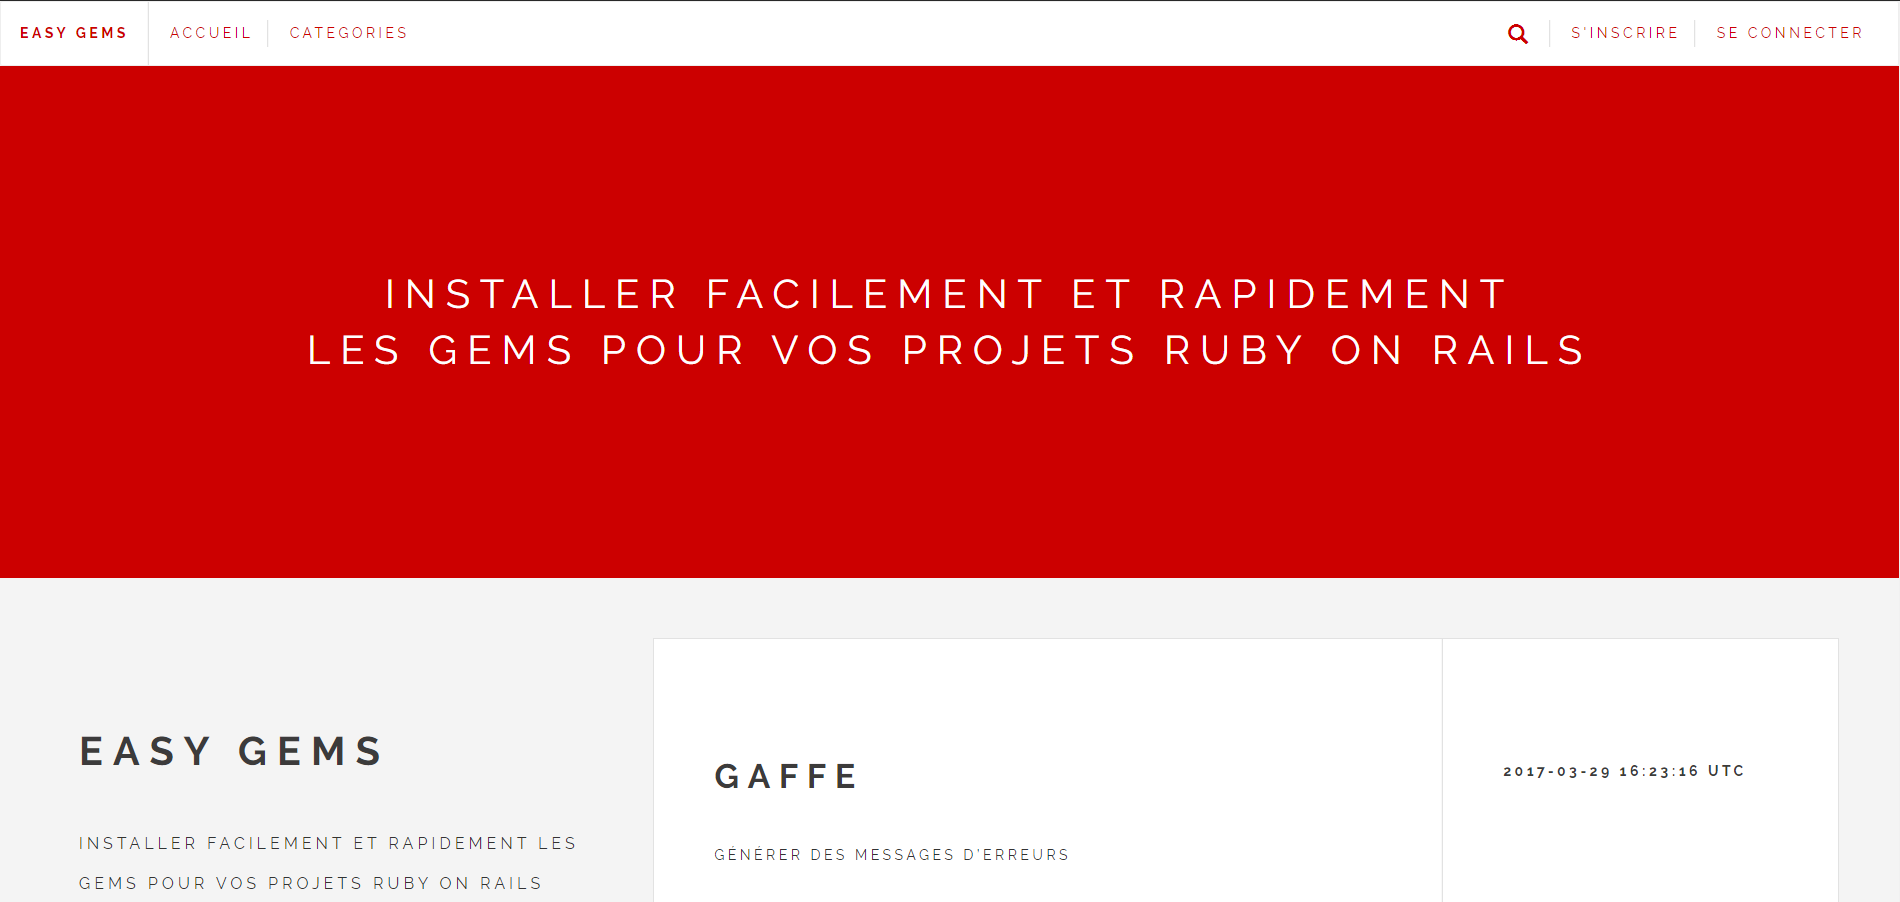 EASY GEMS
ACCUEIL
CATEGORIES
S'INSCRIRE
SE CONNECTER
INSTALLER FACILEMENT ET RAPIDEMENT
LES GEMS POUR VOS PROJETS RUBY ON RAILS
EASY GEMS
INSTALLER FACILEMENT ET RAPIDEMENT LES
GEMS POUR VOS PROJETS RUBY ON RAILS
GAFFE
GÉNÉRER DES MESSAGES D'ERREURS
2017-03-29 16:23:16 UTC